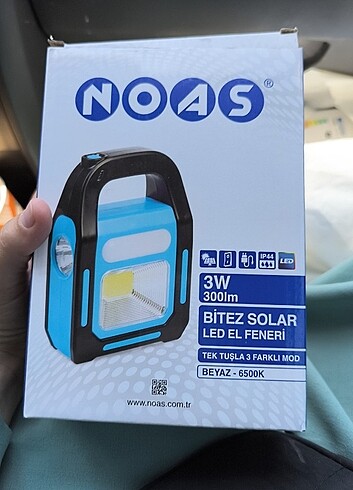 NOAS®
IP44
LED
3W
300lm
BİTEZ SOLAR
LED EL FENERİ
TEK TUŞLA 3 FARKLI MOD
BEYAZ - 6500K
www.noas.com.tr